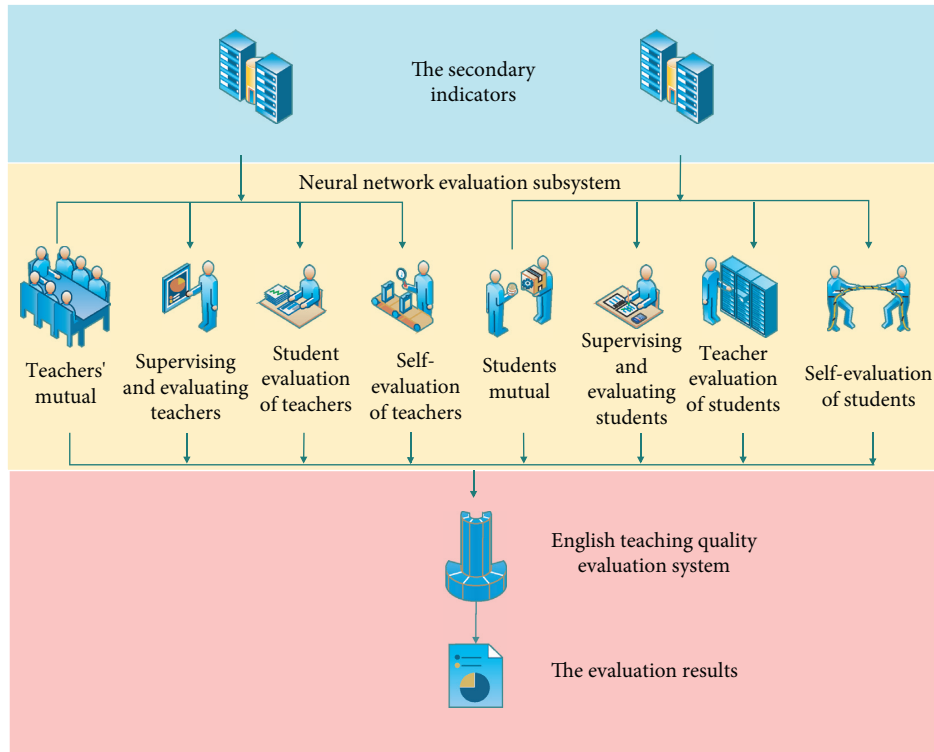 The secondary
indicators
Neural network evaluation subsystem
Teachers'
mutual
Supervising
and evaluating
teachers
Student
evaluation
of teachers
Self-
evaluation
of teachers
Students
mutual
Supervising
and
evaluating
students
Teacher
evaluation
of students
Self-evaluation
of students
English teaching quality
evaluation system
The evaluation results